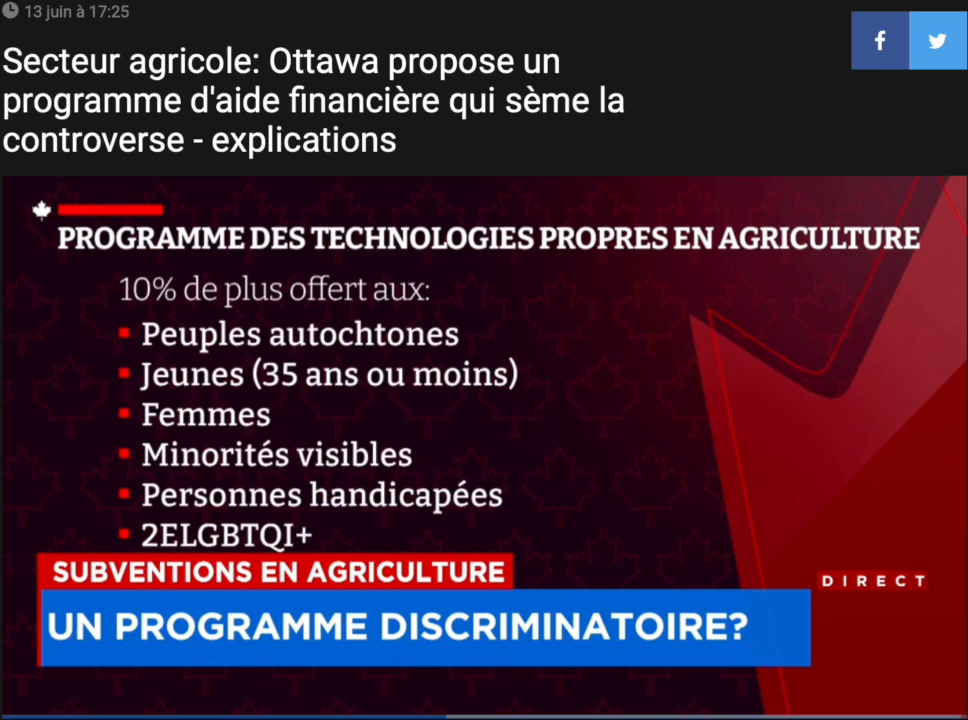 13 juin à 17:25
Secteur agricole: Ottawa propose un
programme d'aide financière qui sème la
controverse - explications
PROGRAMME DES TECHNOLOGIES PROPRES EN AGRICULTURE
10% de plus offert aux:
Peuples autochtones
Jeunes (35 ans ou moins)
Femmes
Minorités visibles
Personnes handicapées
2ELGBTQI+
SUBVENTIONS EN AGRICULTURE
DIRECT
UN PROGRAMME DISCRIMINATOIRE?